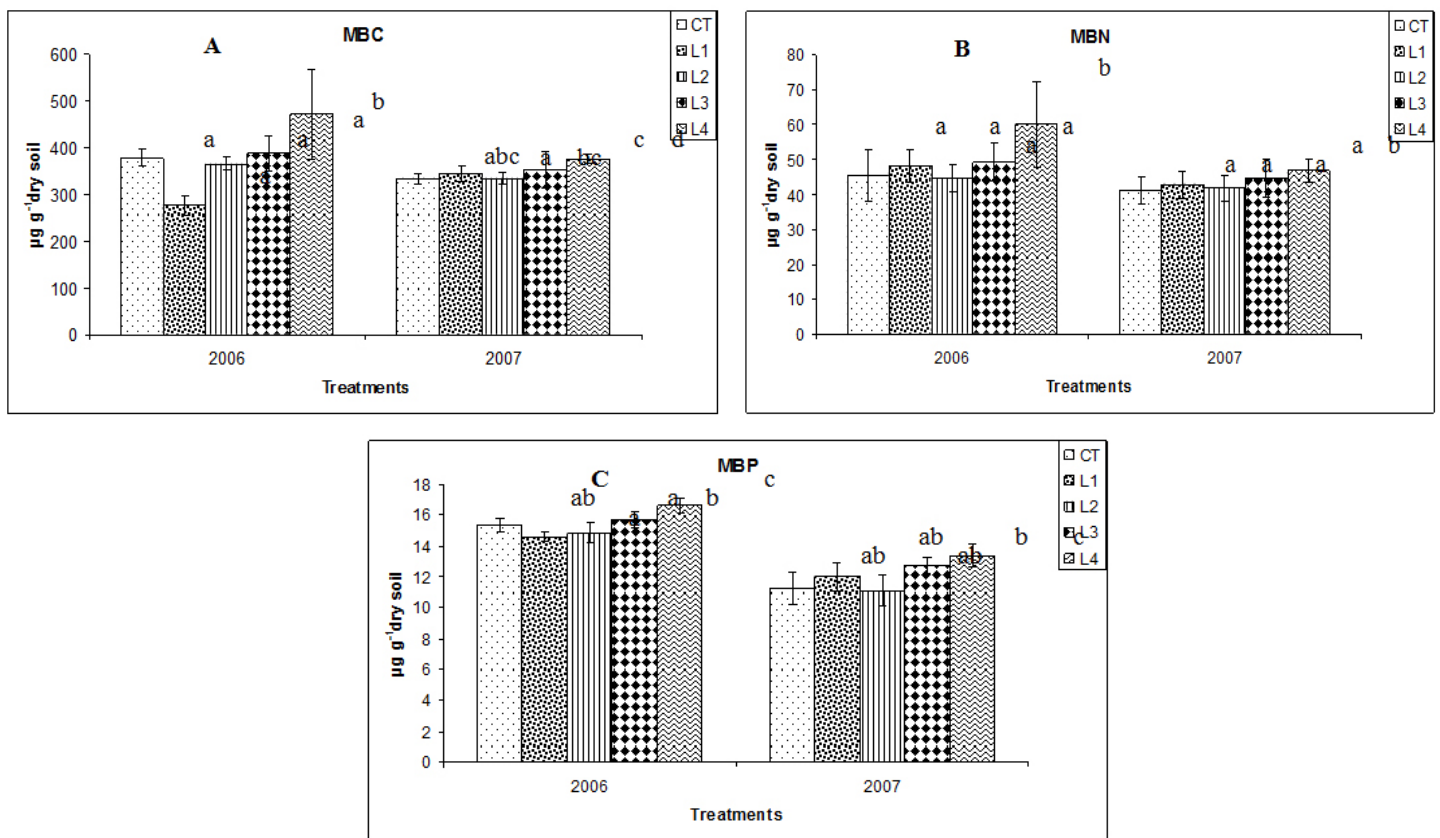 MBC
A
CT
L1
L2
L3
L4
600
500
400
300
200
100
0
µg g⁻¹dry soil
a
a
a
a
b
abc
a
bc
c
d
2006
2007
Treatments
MBN
B
CT
L1
L2
L3
L4
80
70
60
50
40
30
20
10
0
µg g⁻¹dry soil
a
a
a
a
b
a
a
a
a
b
2006
2007
Treatments
MBP
C
CT
L1
L2
L3
L4
18
16
14
12
10
8
6
4
2
0
µg g⁻¹dry soil
ab
a
a
b
c
ab
ab
ab
b
c
2006
2007
Treatments